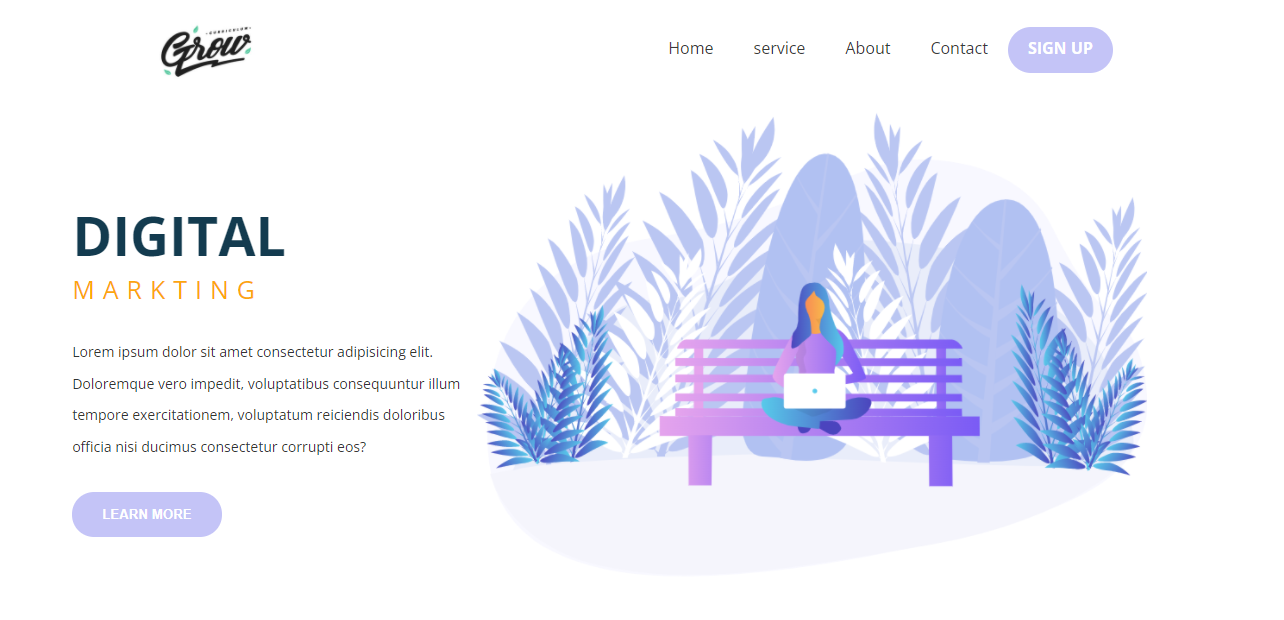 CURRICULUM
Grow
Home service About Contact SIGN UP
DIGITAL
MARKTING
Lorem ipsum dolor sit amet consectetur adipisicing elit.
Doloremque vero impedit, voluptatibus consequuntur illum
tempore exercitationem, voluptatum reiciendis doloribus
officia nisi ducimus consectetur corrupti eos?
LEARN MORE